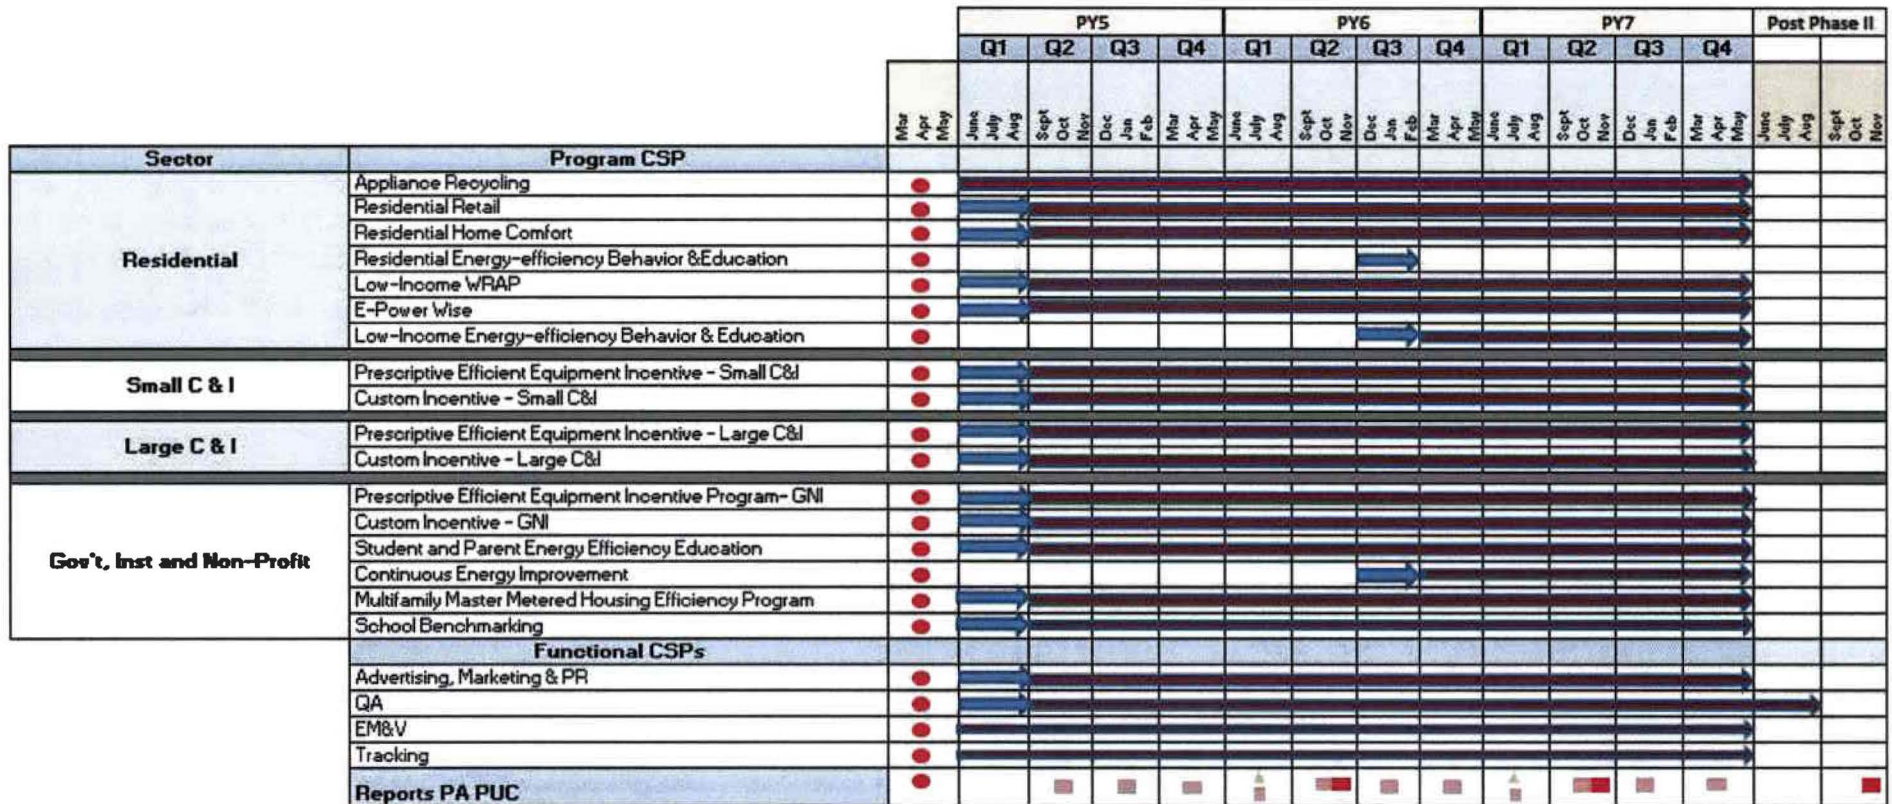 PY5 PY6 PY7 Post Phase II
Q1 Q2 Q3 Q4 Q1 Q2 Q3 Q4 Q1 Q2 Q3 Q4
Mar Apr May June July Aug Sept Oct Nov Dec Jan Feb Mar Apr May June July Aug Sept Oct Nov Dec Jan Feb Mar Apr May June July Aug Sept Oct Nov Dec Jan Feb Mar Apr May June July Aug Sept Oct Nov
Sector Program CSP
Residential
Appliance Recycling
Residential Retail
Residential Home Comfort
Residential Energy-efficiency Behavior &Education
Low-Income WRAP
E-Power Wise
Low-Income Energy-efficiency Behavior & Education
Small C & I
Prescriptive Efficient Equipment Incentive - Small C&I
Custom Incentive - Small C&I
Large C & I
Prescriptive Efficient Equipment Incentive - Large C&I
Custom Incentive - Large C&I
Gov't, Inst and Non-Profit
Prescriptive Efficient Equipment Incentive Program- GNI
Custom Incentive - GNI
Student and Parent Energy Efficiency Education
Continuous Energy Improvement
Multifamily Master Metered Housing Efficiency Program
School Benchmarking
Functional CSPs
Advertising, Marketing & PR
QA
EM&V
Tracking
Reports PA PUC